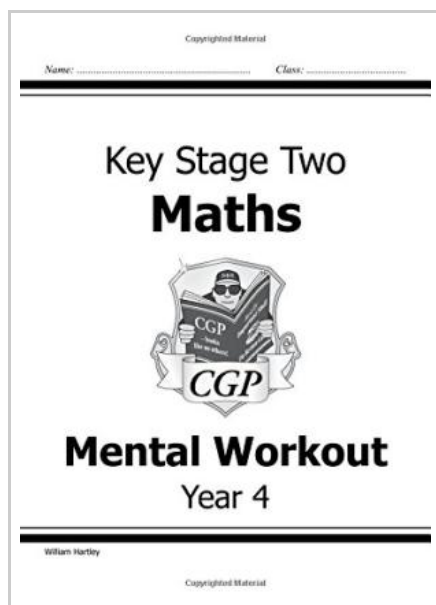 Copyrighted Material
Name: ........................................................ Class: ................................
Key Stage Two
Maths
CGP
CGP
Mental Workout
Year 4
William Hartley
Copyrighted Material